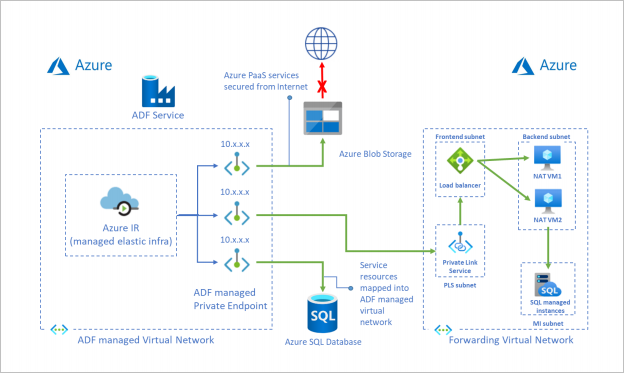 Azure
Azure
Azure PaaS services
secured from Internet
ADF Service
10.x.x.x
Azure Blob Storage
Frontend subnet
Load balancer
Backend subnet
NAT VM1
NAT VM2
10.x.x.x
Azure IR
(managed elastic infra)
10.x.x.x
ADF managed
Private Endpoint
Service
resources
mapped into
ADF managed
virtual
network
Private Link
Service
PLS subnet
SQL
SQL managed
instances
MI subnet
SQL
Azure SQL Database
ADF managed Virtual Network
Forwarding Virtual Network